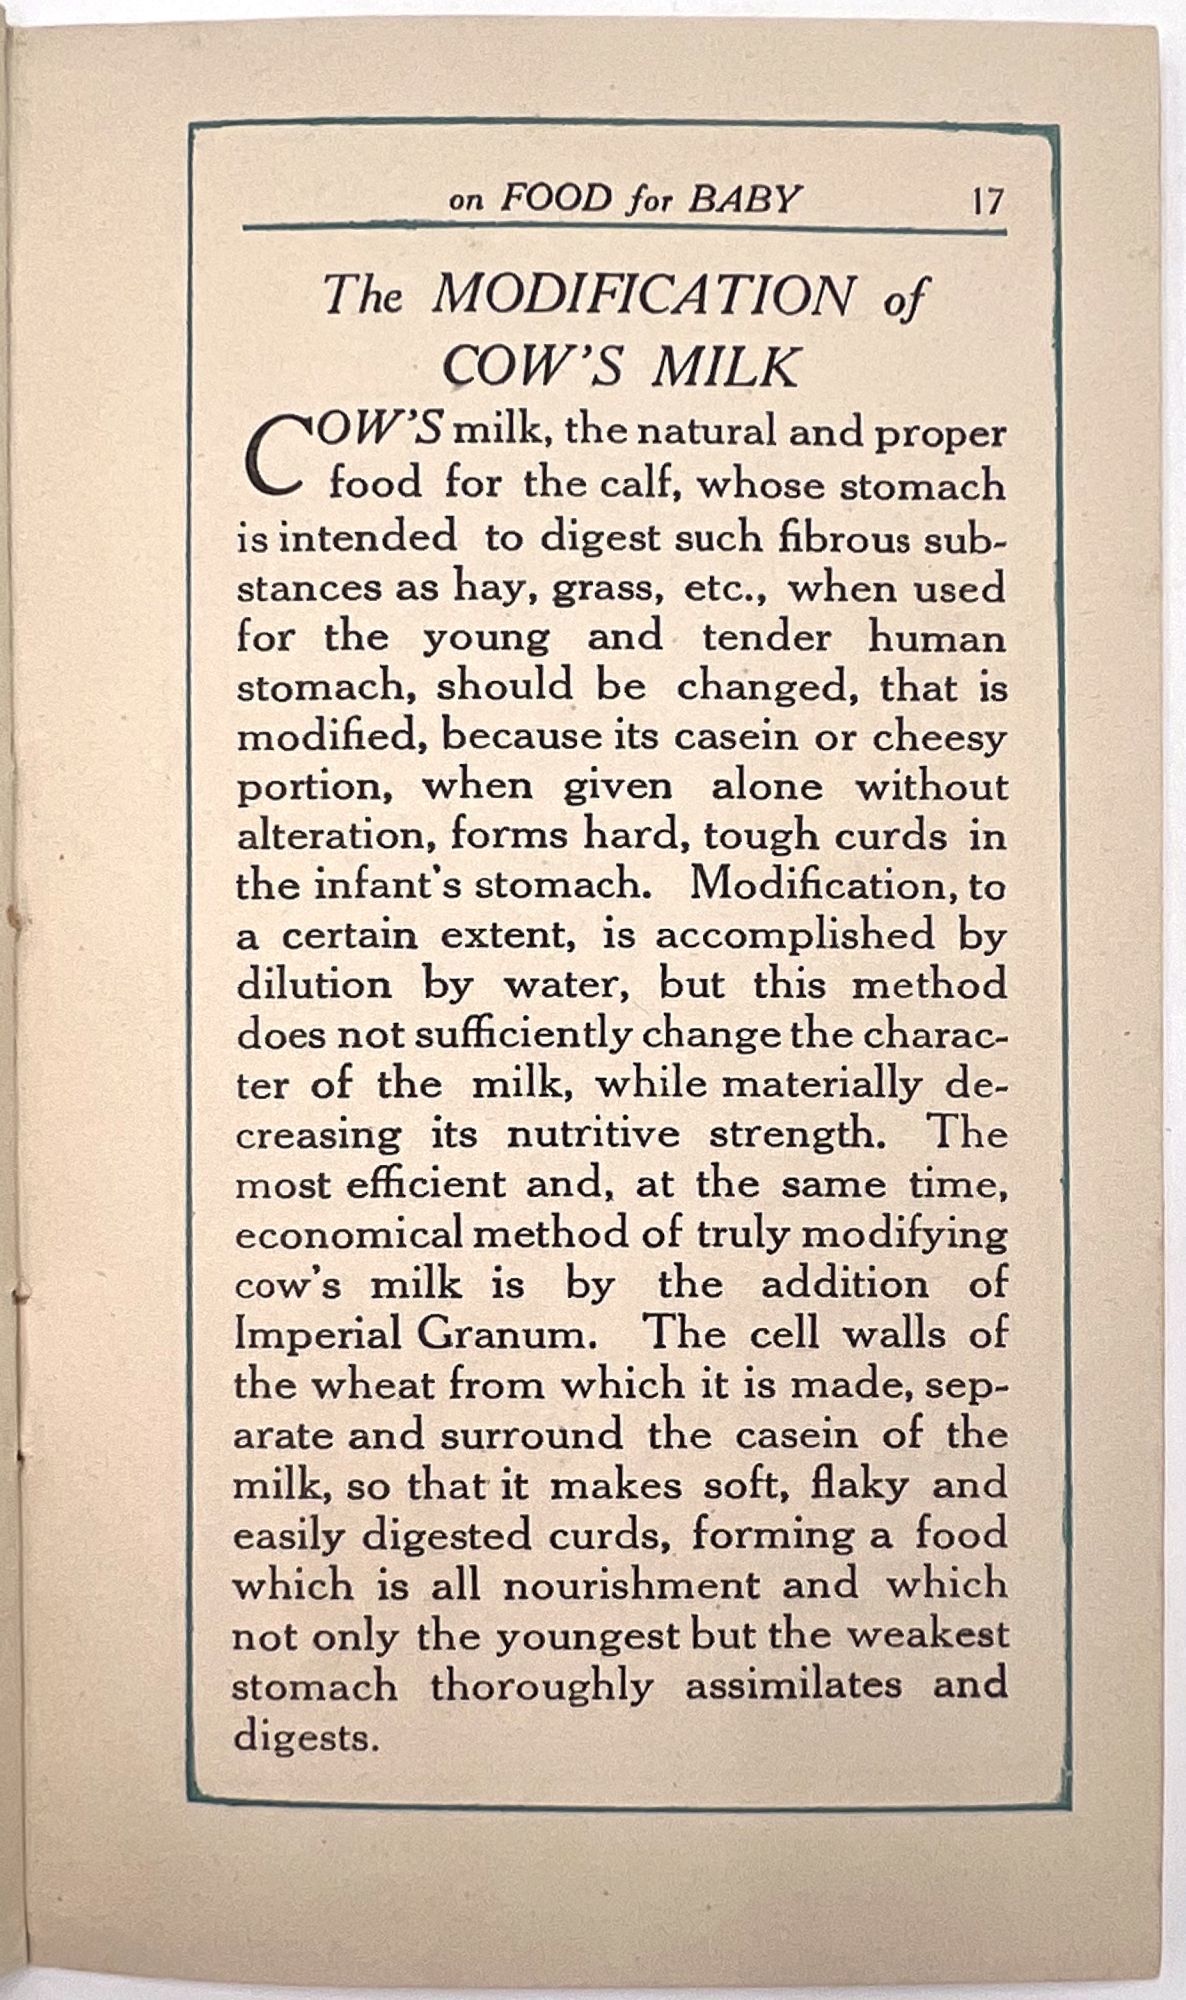 on FOOD for BABY 17
The MODIFICATION of
COW'S MILK
COW'S milk, the natural and proper
food for the calf, whose stomach
is intended to digest such fibrous sub-
stances as hay, grass, etc., when used
for the young and tender human
stomach, should be changed, that is
modified, because its casein or cheesy
portion, when given alone without
alteration, forms hard, tough curds in
the infant's stomach. Modification, to
a certain extent, is accomplished by
dilution by water, but this method
does not sufficiently change the charac-
ter of the milk, while materially de-
creasing its nutritive strength. The
most efficient and, at the same time,
economical method of truly modifying
cow's milk is by the addition of
Imperial Granum. The cell walls of
the wheat from which it is made, sep-
arate and surround the casein of the
milk, so that it makes soft, flaky and
easily digested curds, forming a food
which is all nourishment and which
not only the youngest but the weakest
stomach thoroughly assimilates and
digests.